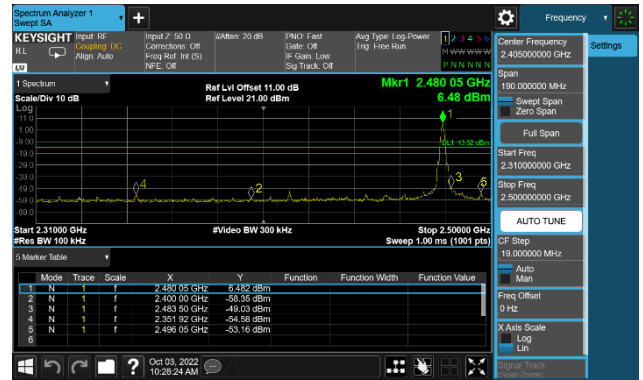 Spectrum Analyzer 1
Swept SA
+
Frequency
KEYSIGHT
RL
LXI
Input: RF
Coupling: DC
Align: Auto
Input Z: 50 Ω
Corrections: Off
Freq Ref: Int (S)
NFE: Off
#Atten: 20 dB
PNO: Fast
Gate: Off
IF Gain: Low
Sig Track: Off
Avg Type: Log-Power
Trig: Free Run
1 2 3 4 5 6
M W W W W W
P N N N N N
1 Spectrum
Scale/Div 10 dB
Ref Lvl Offset 11.00 dB
Ref Level 21.00 dBm
Mkr1 2.480 05 GHz
6.48 dBm
Log
11.0
1.00
-9.00
-19.0
-29.0
-39.0
-49.0
-59.0
-69.0
DL1 -13.52 dBm
1
4
2
3
5
Start 2.31000 GHz
#Res BW 100 kHz
#Video BW 300 kHz
Stop 2.50000 GHz
Sweep 1.00 ms (1001 pts)
5 Marker Table
Mode Trace Scale X Y Function Function Width Function Value
1 N 1 f 2.480 05 GHz 6.482 dBm
2 N 1 f 2.400 00 GHz -58.35 dBm
3 N 1 f 2.483 50 GHz -49.03 dBm
4 N 1 f 2.351 92 GHz -54.58 dBm
5 N 1 f 2.496 05 GHz -53.16 dBm
6
?
Oct 03, 2022
10:28:24 AM
Settings
Center Frequency
2.405000000 GHz
Span
190.000000 MHz
Swept Span
Zero Span
Full Span
Start Freq
2.310000000 GHz
Stop Freq
2.500000000 GHz
AUTO TUNE
CF Step
19.000000 MHz
Auto
Man
Freq Offset
0 Hz
X Axis Scale
Log
Lin
Signal Track
(Span Zoom)